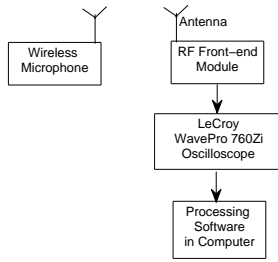 Antenna
Wireless
Microphone
RF Front–end
Module
LeCroy
WavePro 760Zi
Oscilloscope
Processing
Software
in Computer